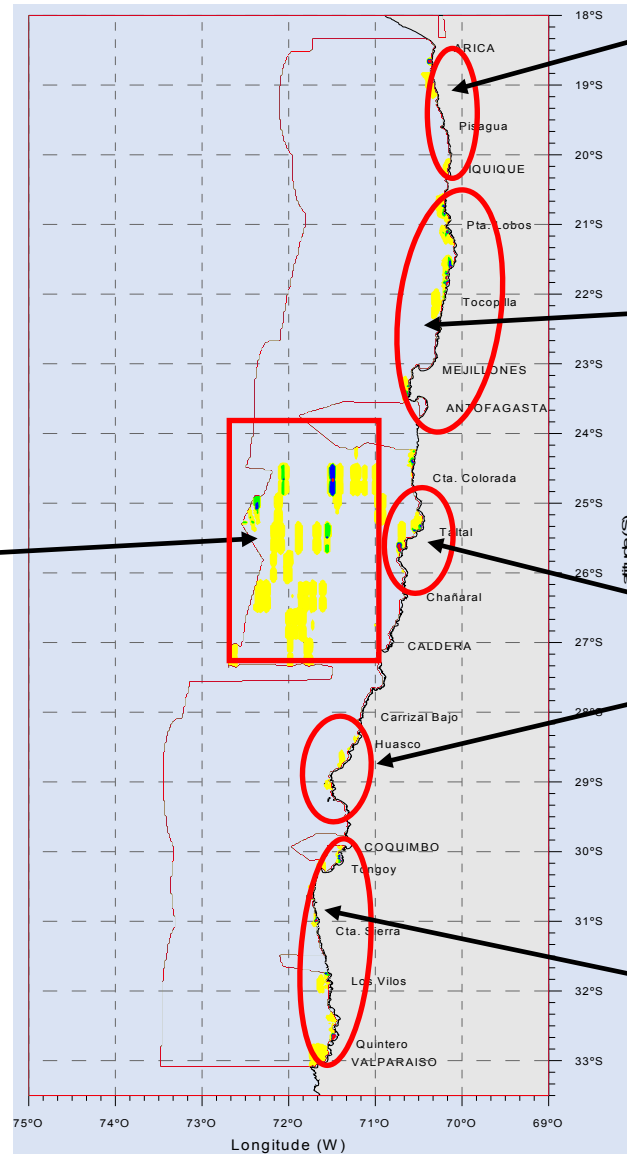 18°S
ARICA
19°S
Pisagua
20°S
IQUIQUE
21°S
Pta. Lobos
22°S
Tocopilla
23°S
MEJILLONES
ANTOFAGASTA
24°S
Cta. Colorada
25°S
Taltal
26°S
Chañaral
27°S
CALDERA
Carrizal Bajo
28°S
Huasco
29°S
COQUIMBO
30°S
Tongoy
31°S
Cta. Sierra
Los Vilos
32°S
Quintero
VALPARAISO
33°S
75°O 74°O 73°O 72°O 71°O 70°O 69°O
Longitude (W)